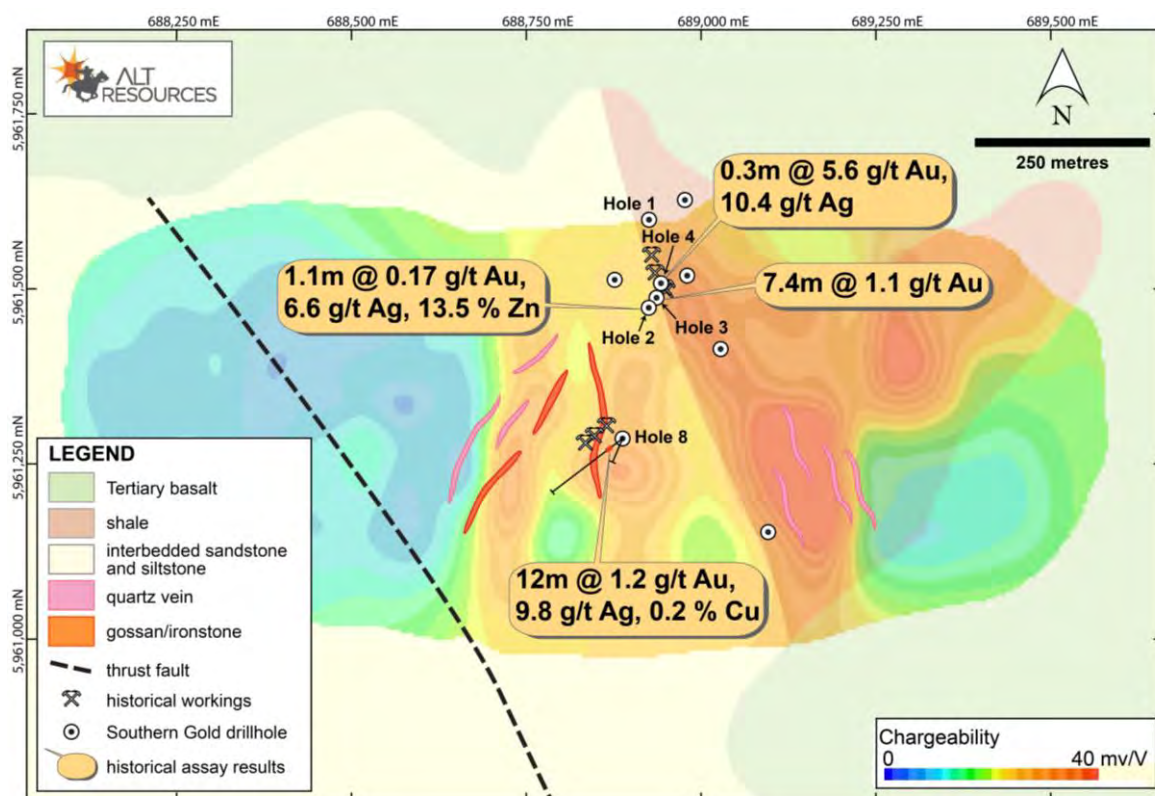 688,250 mE
688,500 mE
688,750 mE
689,000 mE
689,250 mE
689,500 mE
ALT
RESOURCES
5,961,750 mN
5,961,500 mN
5,961,250 mN
5,961,000 mN
N
250 metres
0.3m @ 5.6 g/t Au,
10.4 g/t Ag
Hole 1
Hole 4
1.1m @ 0.17 g/t Au,
6.6 g/t Ag, 13.5 % Zn
7.4m @ 1.1 g/t Au
Hole 2
Hole 3
Hole 8
12m @ 1.2 g/t Au,
9.8 g/t Ag, 0.2 % Cu
LEGEND
Tertiary basalt
shale
interbedded sandstone
and siltstone
quartz vein
gossan/ironstone
thrust fault
historical workings
Southern Gold drillhole
historical assay results
Chargeability
0 40 mv/V